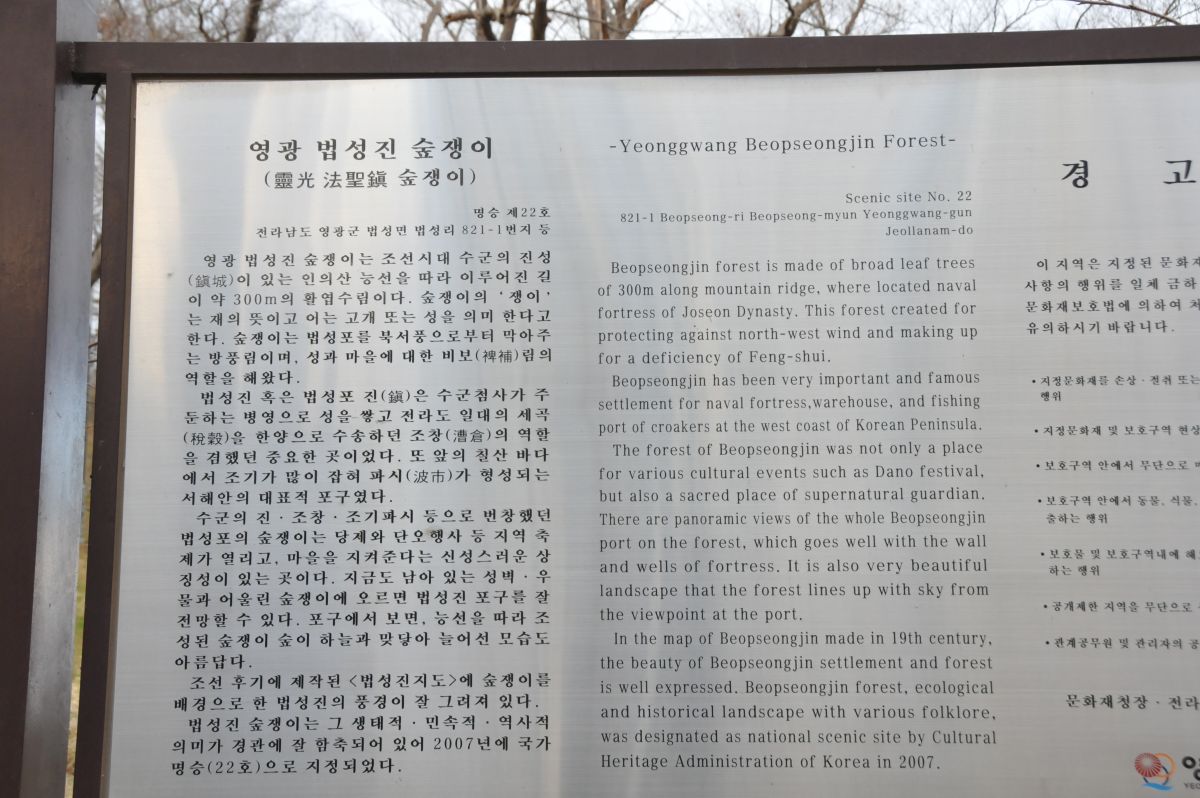 영광 법성진 숲쟁이
(靈光 法聖鎭 숲쟁이)
명승 제22호
전라남도 영광군 법성면 법성리 821-1번지 등
영광 법성진 숲쟁이는 조선시대 수군의 진성
(鎭城)이 있는 인의산 능선을 따라 이루어진 길
이 약 300m의 활엽수림이다. 숲쟁이의 '쟁이'
는 재의 뜻이고 어는 고개 또는 성을 의미 한다고
한다. 숲쟁이는 법성포를 북서풍으로부터 막아주
는 방풍림이며, 성과 마을에 대한 비보(裨補)림의
역할을 해왔다.
법성진 혹은 법성포 진(鎭)은 수군첨사가 주
둔하는 병영으로 성을 쌓고 전라도 일대의 세곡
(稅穀)을 한양으로 수송하던 조창(漕倉)의 역할
을 겸했던 중요한 곳이었다. 또 앞의 칠산 바다
에서 조기가 많이 잡혀 파시(波市)가 형성되는
서해안의 대표적 포구였다.
수군의 진·조창·조기파시 등으로 번창했던
법성포의 숲쟁이는 당제와 단오행사 등 지역 축
제가 열리고, 마을을 지켜준다는 신성스러운 상
징성이 있는 곳이다. 지금도 남아 있는 성벽·우
물과 어울린 숲쟁이에 오르면 법성진 포구를 잘
전망할 수 있다. 포구에서 보면, 능선을 따라 조
성된 숲쟁이 숲이 하늘과 맞닿아 늘어선 모습도
아름답다.
조선 후기에 제작된 <법성진지도>에 숲쟁이를
배경으로 한 법성진의 풍경이 잘 그려져 있다.
법성진 숲쟁이는 그 생태적·민속적·역사적
의미가 경관에 잘 함축되어 있어 2007년에 국가
명승(22호)으로 지정되었다.
-Yeonggwang Beopseongjin Forest-
Scenic site No. 22
821-1 Beopseong-ri Beopseong-myun Yeonggwang-gun
Jeollanam-do
Beopseongjin forest is made of broad leaf trees
of 300m along mountain ridge, where located naval
fortress of Joseon Dynasty. This forest created for
protecting against north-west wind and making up
for a deficiency of Feng-shui.
Beopseongjin has been very important and famous
settlement for naval fortress,warehouse, and fishing
port of croakers at the west coast of Korean Peninsula.
The forest of Beopseongjin was not only a place
for various cultural events such as Dano festival,
but also a sacred place of supernatural guardian.
There are panoramic views of the whole Beopseongjin
port on the forest, which goes well with the wall
and wells of fortress. It is also very beautiful
landscape that the forest lines up with sky from
the viewpoint at the port.
In the map of Beopseongjin made in 19th century,
the beauty of Beopseongjin settlement and forest
is well expressed. Beopseongjin forest, ecological
and historical landscape with various folklore,
was designated as national scenic site by Cultural
Heritage Administration of Korea in 2007.
경 고
이 지역은 지정된 문화재
사항의 행위를 일체 금하
문화재보호법에 의하여 처
유의하시기 바랍니다.
• 지정문화재를 손상·절취 또는
행위
• 지정문화재 및 보호구역 현상
• 보호구역 안에서 무단으로
• 보호구역 안에서 동물, 식물,
출하는 행위
• 보호물 및 보호구역내에 해
하는 행위
• 공개제한 지역을 무단으로
• 관계공무원 및 관리자의 공
문화재청장·전라